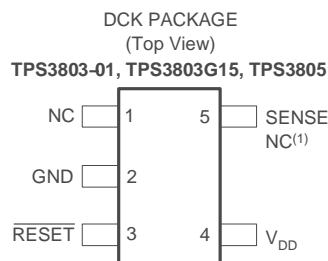 DCK PACKAGE
(Top View)
TPS3803-01, TPS3803G15, TPS3805
NC 1 5 SENSE
NC(1)
GND 2
RESET 3 4 VDD